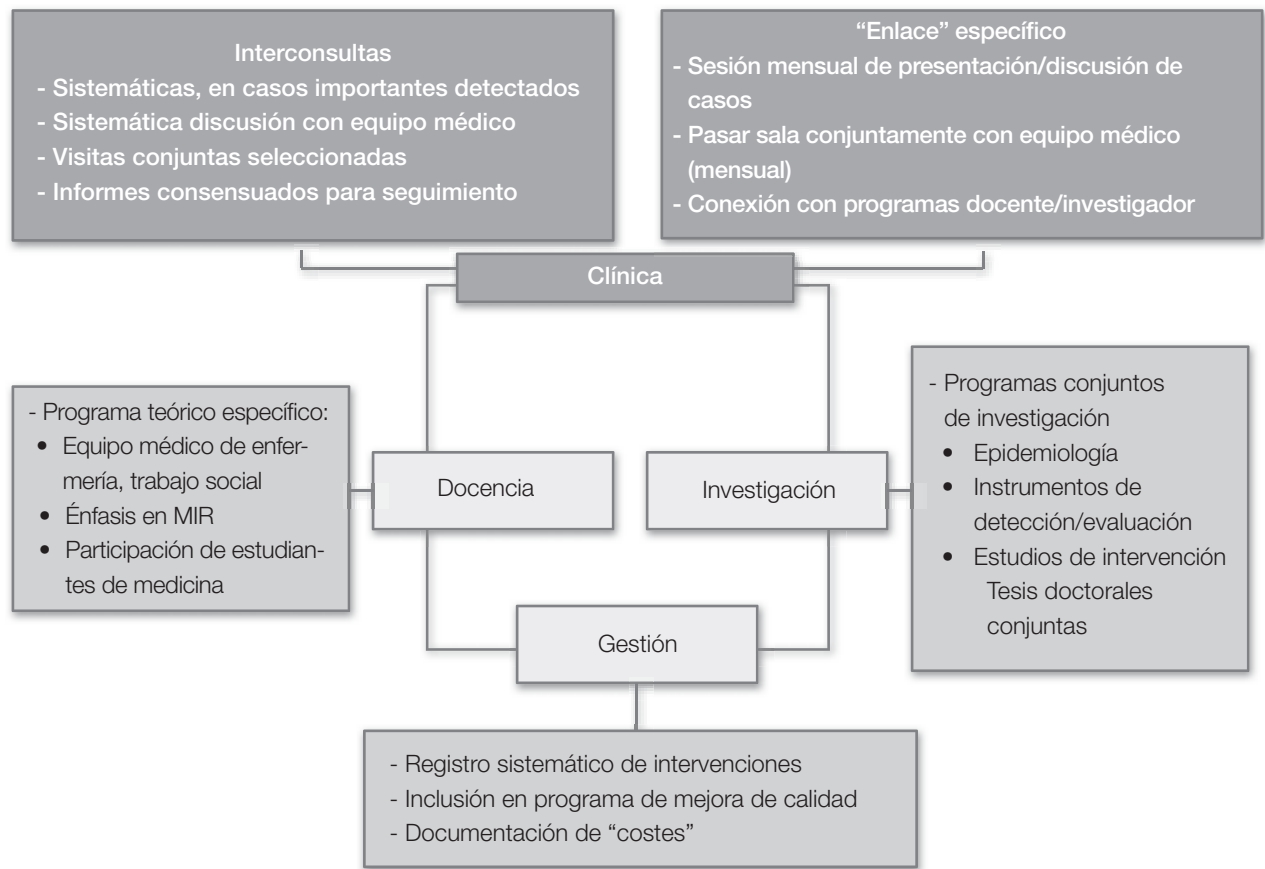 Interconsultas
- Sistemáticas, en casos importantes detectados
- Sistemática discusión con equipo médico
- Visitas conjuntas seleccionadas
- Informes consensuados para seguimiento
“Enlace” específico
- Sesión mensual de presentación/discusión de
casos
- Pasar sala conjuntamente con equipo médico
(mensual)
- Conexión con programas docente/investigador
Clínica
- Programa teórico específico:
• Equipo médico de enfer-
mería, trabajo social
• Énfasis en MIR
• Participación de estudian-
tes de medicina
Docencia
Investigación
- Programas conjuntos
de investigación
• Epidemiología
• Instrumentos de
detección/evaluación
• Estudios de intervención
Tesis doctorales
conjuntas
Gestión
- Registro sistemático de intervenciones
- Inclusión en programa de mejora de calidad
- Documentación de “costes”